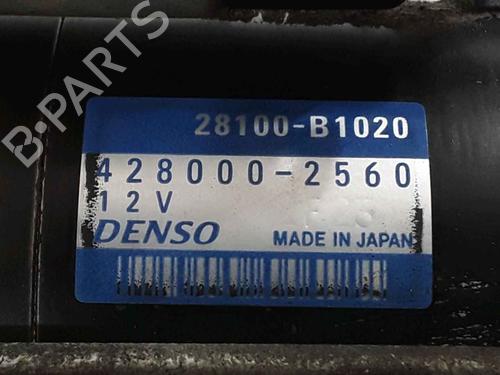 28100-B1020
428000-2560
12V
DENSO
MADE IN JAPAN
B-PARTS